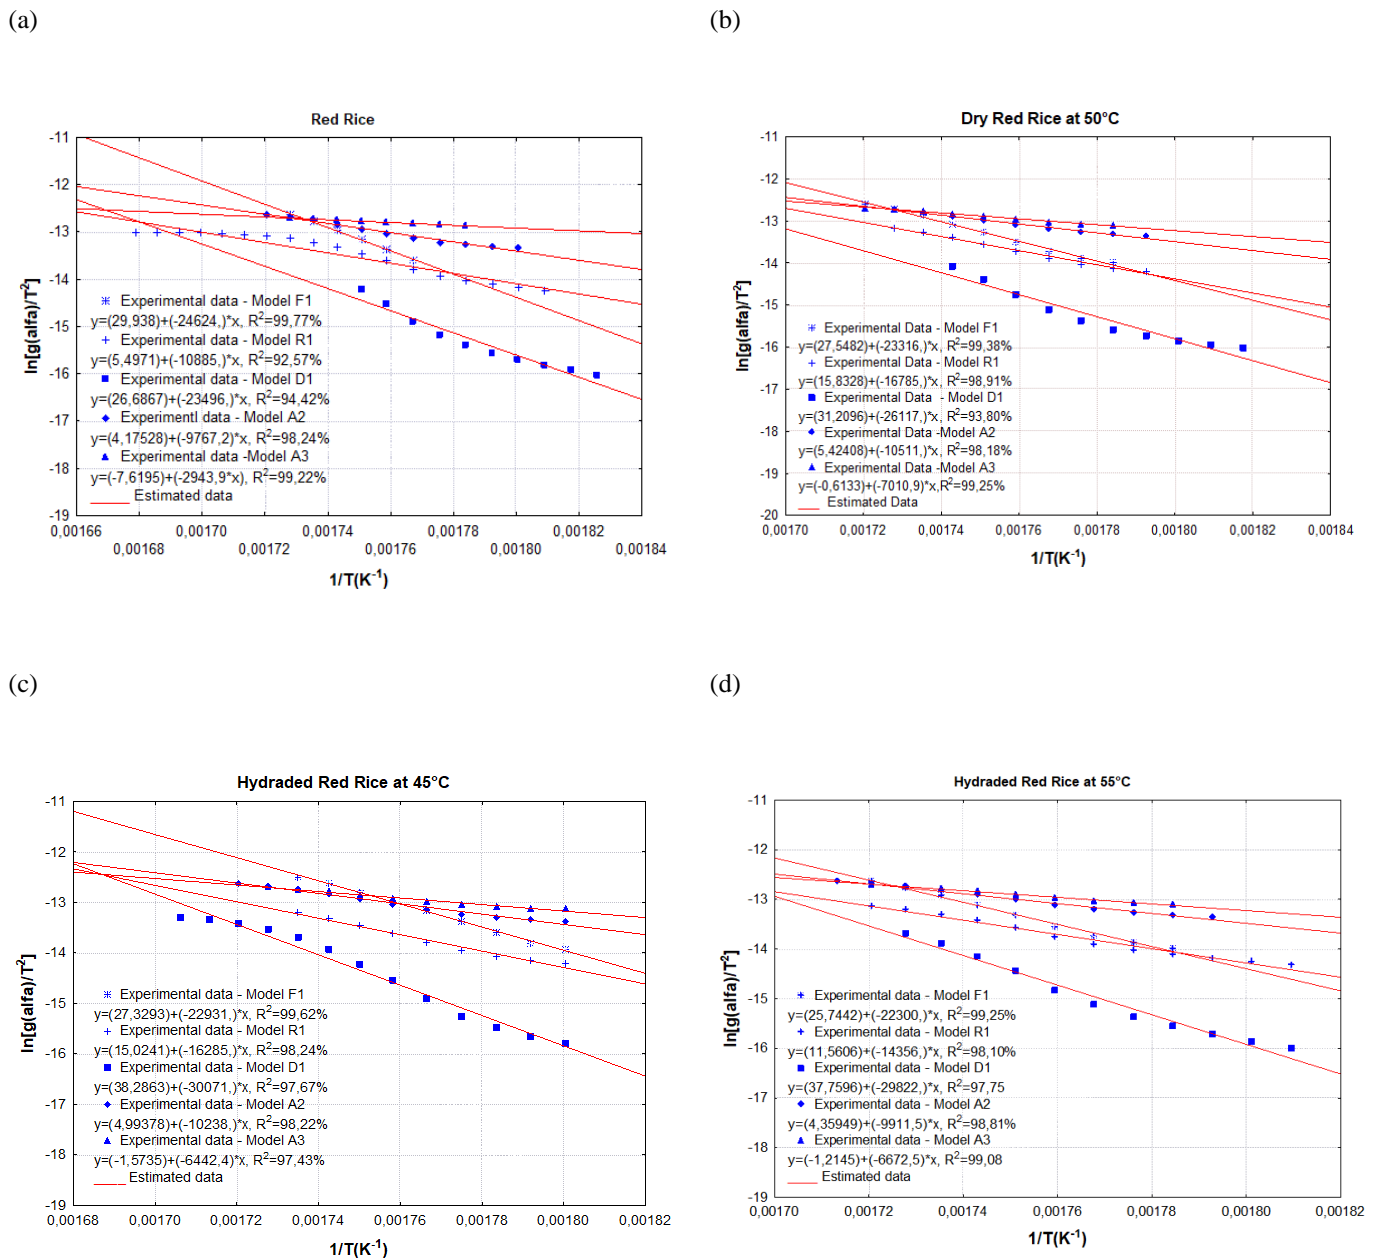 (a)
Red Rice
-11
-12
-13
-14
-15
-16
-17
-18
-19
ln[g(alfa)/T²]
Experimental data - Model F1
y=(29,938)+(-24624,)*x, R²=99,77%
Experimental data - Model R1
y=(5,4971)+(-10885,)*x, R²=92,57%
Experimental data - Model D1
y=(26,6867)+(-23496,)*x, R²=94,42%
Experimentl data - Model A2
y=(4,17528)+(-9767,2)*x, R²=98,24%
Experimental data -Model A3
y=(-7,6195)+(-2943,9*x), R²=99,22%
Estimated data
0,00166 0,00170 0,00174 0,00178 0,00182
0,00168 0,00172 0,00176 0,00180 0,00184
1/T(K⁻¹)
(b)
Dry Red Rice at 50°C
-11
-12
-13
-14
-15
-16
-17
-18
-19
-20
ln[g(alfa)/T²]
Experimental Data - Model F1
y=(27,5482)+(-23316,)*x, R²=99,38%
Experimental Data - Model R1
y=(15,8328)+(-16785,)*x, R²=98,91%
Experimental Data - Model D1
y=(31,2096)+(-26117,)*x, R²=93,80%
Experimental Data -Model A2
y=(5,42408)+(-10511,)*x, R²=98,18%
Experimental Data -Model A3
y=(-0,6133)+(-7010,9)*x,R²=99,25%
Estimated Data
0,00170 0,00174 0,00178 0,00182
0,00172 0,00176 0,00180 0,00184
1/T(K⁻¹)
(c)
Hydraded Red Rice at 45°C
-11
-12
-13
-14
-15
-16
-17
-18
-19
ln[g(alfa)/T²]
Experimental data - Model F1
y=(27,3293)+(-22931,)*x, R²=99,62%
Experimental data - Model R1
y=(15,0241)+(-16285,)*x, R²=98,24%
Experimental data - Model D1
y=(38,2863)+(-30071,)*x, R²=97,67%
Experimental data - Model A2
y=(4,99378)+(-10238,)*x, R²=98,22%
Experimental data - Model A3
y=(-1,5735)+(-6442,4)*x, R²=97,43%
Estimated data
0,00168 0,00170 0,00172 0,00174 0,00176 0,00178 0,00180 0,00182
1/T(K⁻¹)
(d)
Hydraded Red Rice at 55°C
-11
-12
-13
-14
-15
-16
-17
-18
-19
ln[g(alfa)/T²]
Experimental data - Model F1
y=(25,7442)+(-22300,)*x, R²=99,25%
Experimental data - Model R1
y=(11,5606)+(-14356,)*x, R²=98,10%
Experimental data - Model D1
y=(37,7596)+(-29822,)*x, R²=97,75
Experimental data - Model A2
y=(4,35949)+(-9911,5)*x, R²=98,81%
Experimental data - Model A3
y=(-1,2145)+(-6672,5)*x, R²=99,08
Estimated data
0,00170 0,00172 0,00174 0,00176 0,00178 0,00180 0,00182
1/T(K⁻¹)